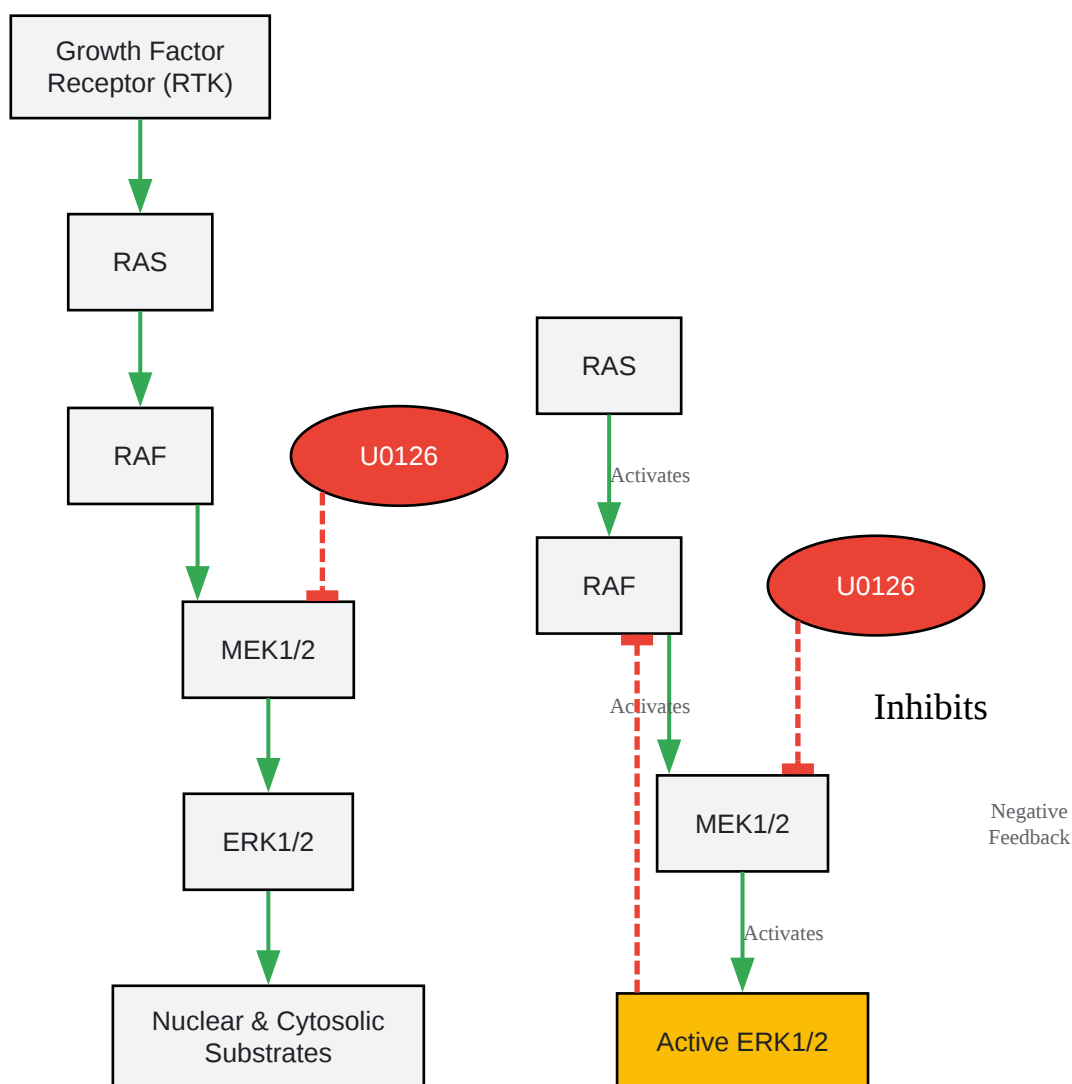 Growth Factor
Receptor (RTK)
RAS
RAF
U0126
MEK1/2
ERK1/2
Nuclear & Cytosolic
Substrates
RAS
Activates
RAF
U0126
Activates
Inhibits
MEK1/2
Negative
Feedback
Activates
Active ERK1/2